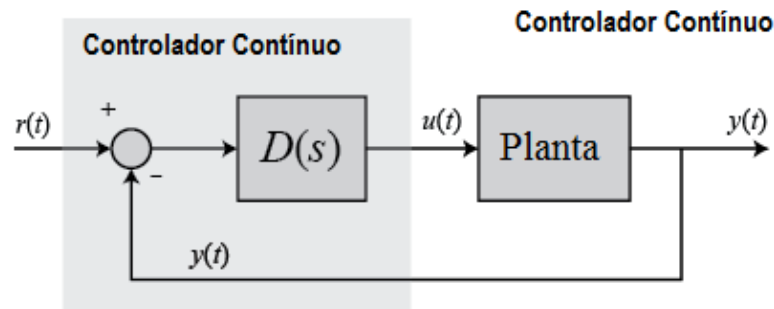 Controlador Contínuo
Controlador Contínuo
r(t)
+
-
D(s)
u(t)
Planta
y(t)
y(t)